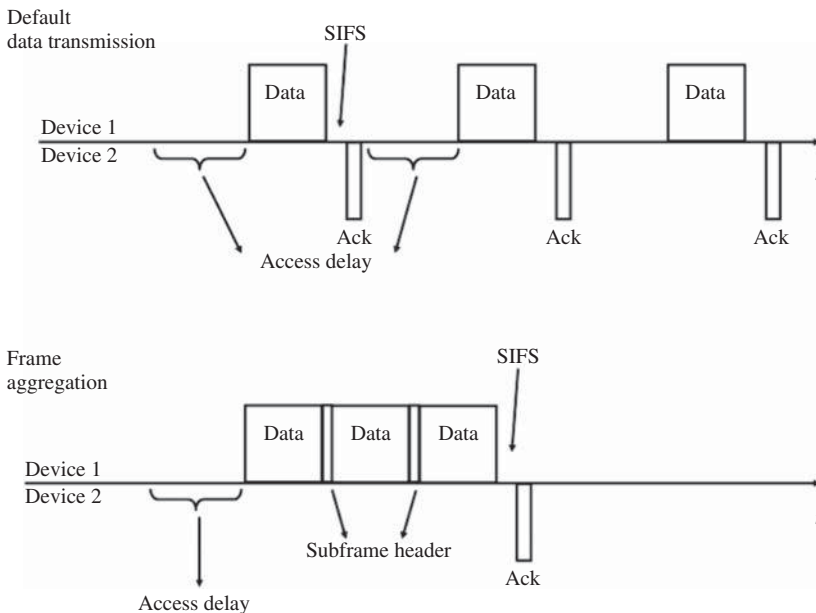 Default
data transmission
SIFS
Data
Data
Data
Device 1
Device 2
Ack
Ack
Ack
Access delay
Frame
aggregation
SIFS
Data
Data
Data
Device 1
Device 2
Subframe header
Ack
Access delay